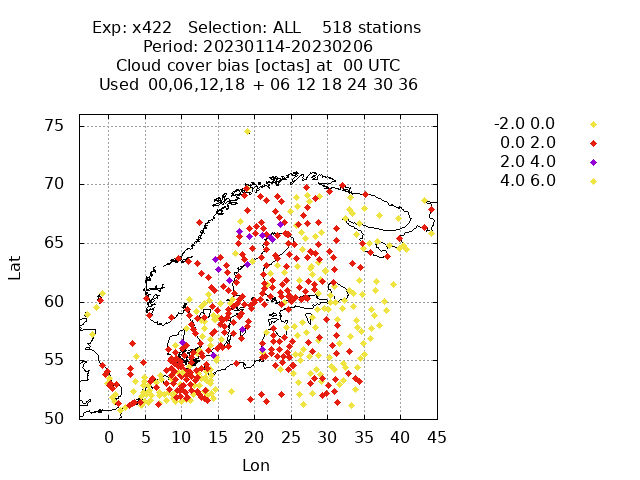 Exp: x422 Selection: ALL 518 stations
Period: 20230114-20230206
Cloud cover bias [octas] at 00 UTC
Used 00,06,12,18 + 06 12 18 24 30 36
-2.0 0.0
0.0 2.0
2.0 4.0
4.0 6.0
75
70
65
60
55
50
Lat
0 5 10 15 20 25 30 35 40 45
Lon